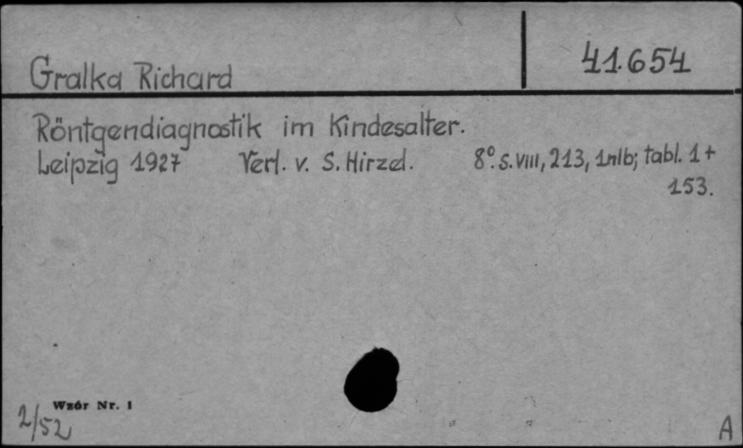 Gralka Richard
41.654
Röntgendiagnostik im Kindesalter.
Leipzig 1927 Verl. v. S. Hirzel. 8° s. VIII, 213, 1nlb; tabl. 1+
153.
Wzór Nr. 1
2/52
A